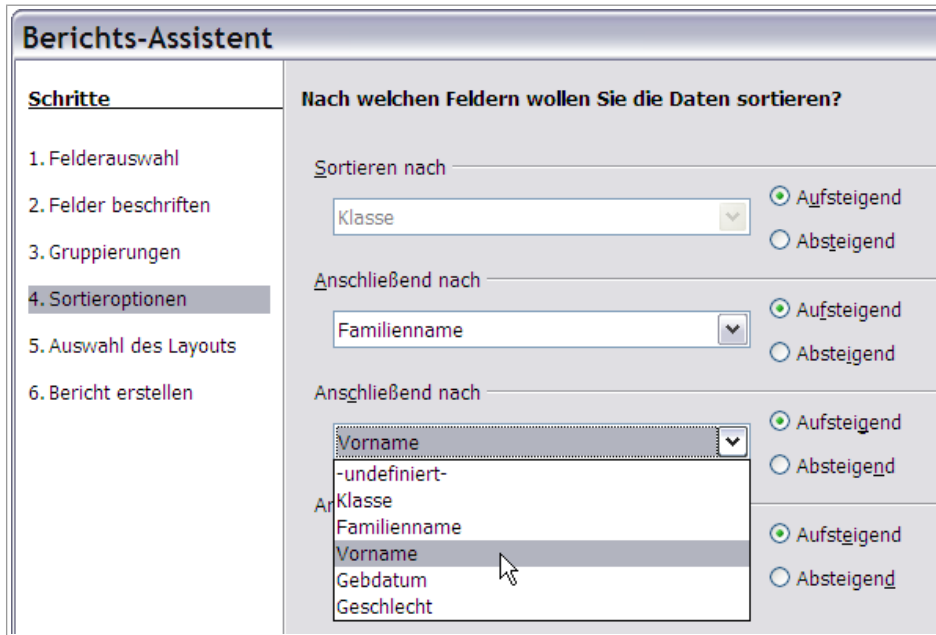 Berichts-Assistent
Schritte
1. Felderauswahl
2. Felder beschriften
3. Gruppierungen
4. Sortieroptionen
5. Auswahl des Layouts
6. Bericht erstellen
Nach welchen Feldern wollen Sie die Daten sortieren?
Sortieren nach
Klasse
Aufsteigend
Absteigend
Anschließend nach
Familienname
Aufsteigend
Absteigend
Anschließend nach
Vorname
Aufsteigend
Absteigend
-undefiniert-
Klasse
Familienname
Vorname
Gebdatum
Geschlecht
Aufsteigend
Absteigend